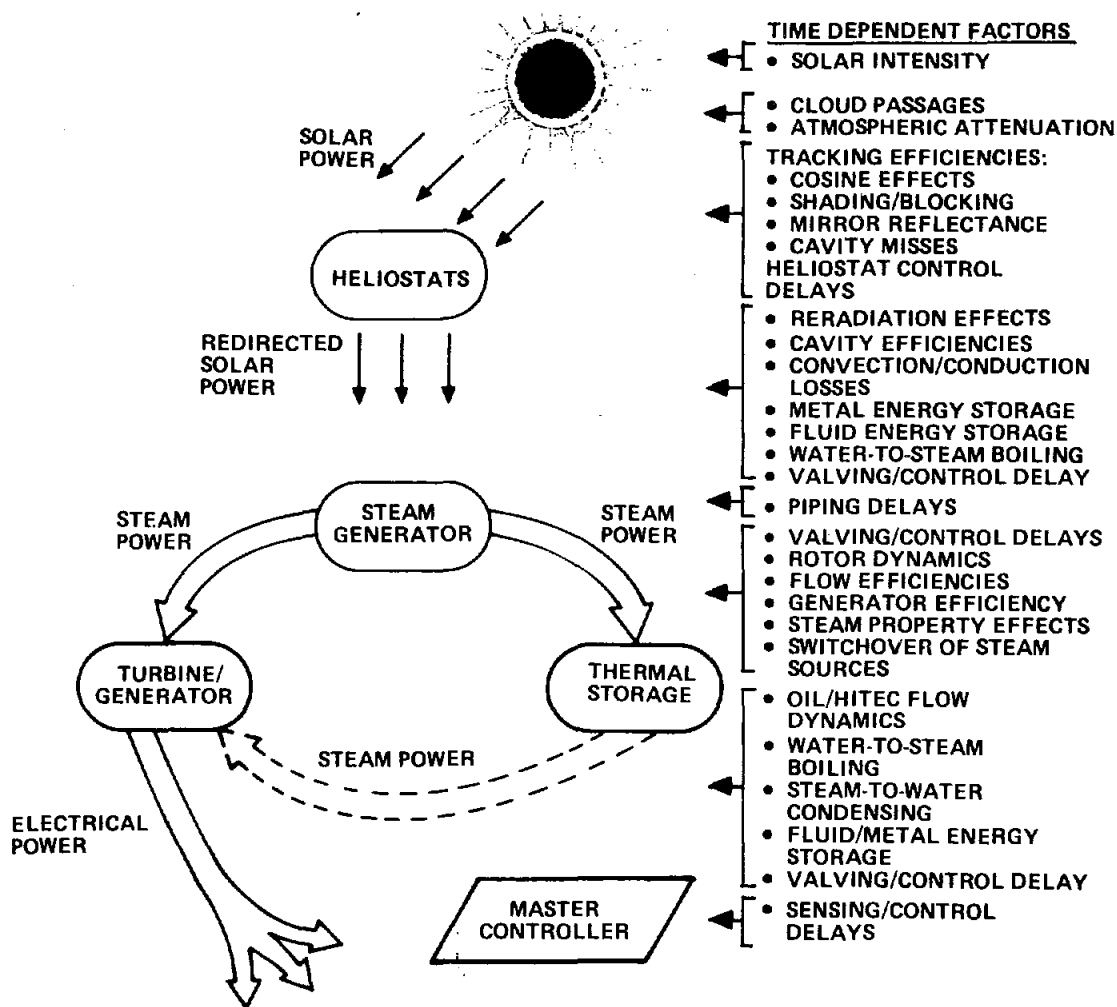 TIME DEPENDENT FACTORS
• SOLAR INTENSITY
• CLOUD PASSAGES
• ATMOSPHERIC ATTENUATION
SOLAR
POWER
TRACKING EFFICIENCIES:
• COSINE EFFECTS
• SHADING/BLOCKING
• MIRROR REFLECTANCE
• CAVITY MISSES
HELIOSTAT CONTROL
DELAYS
HELIOSTATS
REDIRECTED
SOLAR
POWER
• RERADIATION EFFECTS
• CAVITY EFFICIENCIES
• CONVECTION/CONDUCTION
LOSSES
• METAL ENERGY STORAGE
• FLUID ENERGY STORAGE
• WATER-TO-STEAM BOILING
• VALVING/CONTROL DELAY
• PIPING DELAYS
STEAM
POWER
STEAM
GENERATOR
STEAM
POWER
• VALVING/CONTROL DELAYS
• ROTOR DYNAMICS
• FLOW EFFICIENCIES
• GENERATOR EFFICIENCY
• STEAM PROPERTY EFFECTS
• SWITCHOVER OF STEAM
SOURCES
TURBINE/
GENERATOR
THERMAL
STORAGE
STEAM POWER
• OIL/HITEC FLOW
DYNAMICS
• WATER-TO-STEAM
BOILING
• STEAM-TO-WATER
CONDENSING
• FLUID/METAL ENERGY
STORAGE
• VALVING/CONTROL DELAY
ELECTRICAL
POWER
MASTER
CONTROLLER
• SENSING/CONTROL
DELAYS